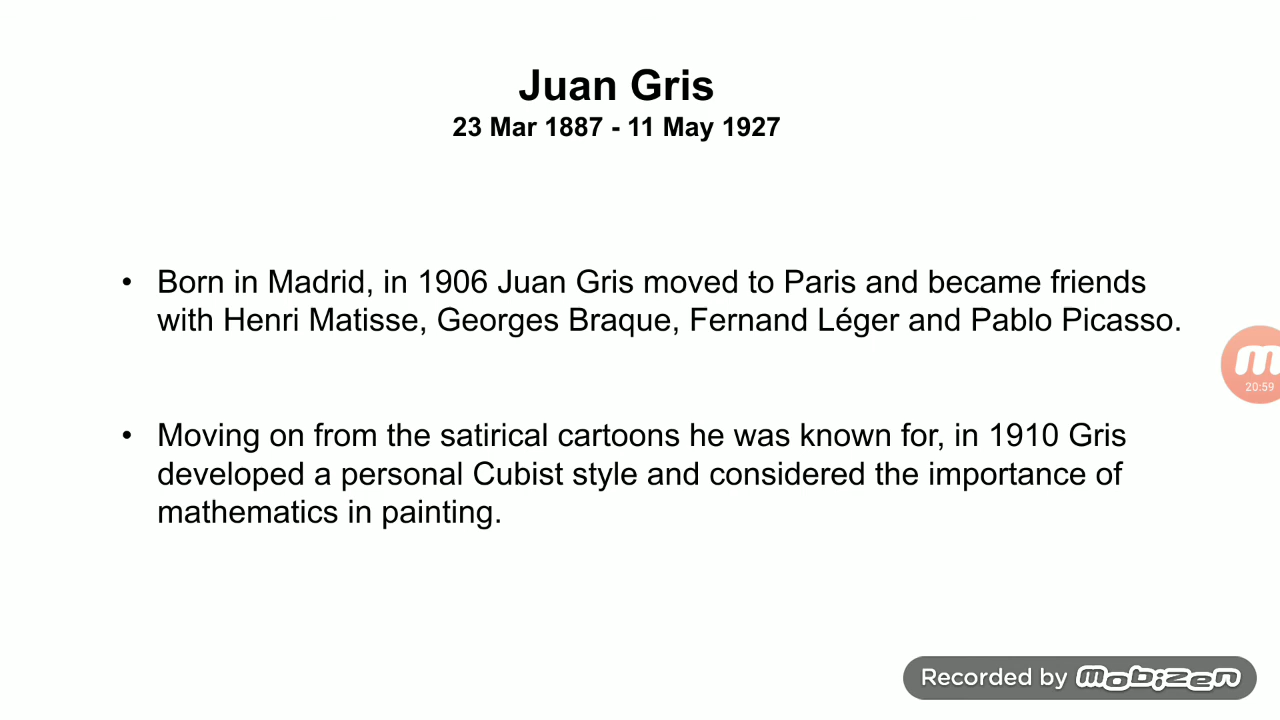 Juan Gris
23 Mar 1887 - 11 May 1927
• Born in Madrid, in 1906 Juan Gris moved to Paris and became friends
with Henri Matisse, Georges Braque, Fernand Léger and Pablo Picasso.
• Moving on from the satirical cartoons he was known for, in 1910 Gris
developed a personal Cubist style and considered the importance of
mathematics in painting.
m
20:59
Recorded by mobizen